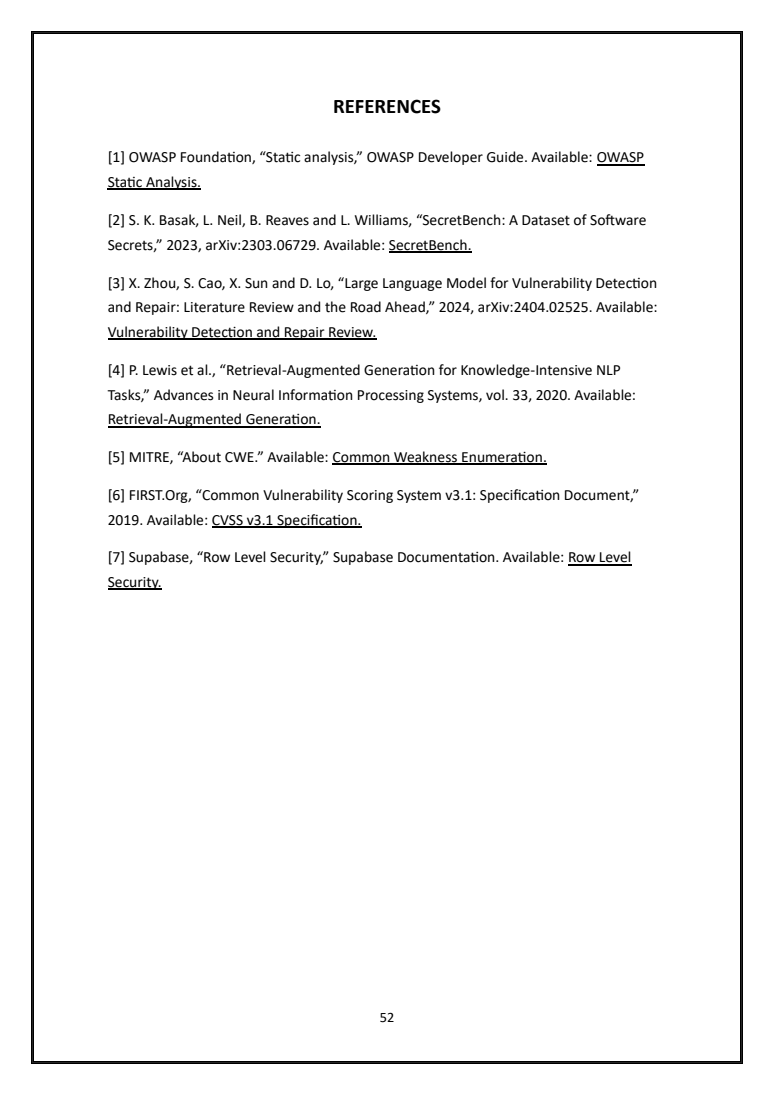 REFERENCES
[1] OWASP Foundation, “Static analysis,” OWASP Developer Guide. Available: OWASP
Static Analysis.
[2] S. K. Basak, L. Neil, B. Reaves and L. Williams, “SecretBench: A Dataset of Software
Secrets,” 2023, arXiv:2303.06729. Available: SecretBench.
[3] X. Zhou, S. Cao, X. Sun and D. Lo, “Large Language Model for Vulnerability Detection
and Repair: Literature Review and the Road Ahead,” 2024, arXiv:2404.02525. Available:
Vulnerability Detection and Repair Review.
[4] P. Lewis et al., “Retrieval-Augmented Generation for Knowledge-Intensive NLP
Tasks,” Advances in Neural Information Processing Systems, vol. 33, 2020. Available:
Retrieval-Augmented Generation.
[5] MITRE, “About CWE.” Available: Common Weakness Enumeration.
[6] FIRST.Org, “Common Vulnerability Scoring System v3.1: Specification Document,”
2019. Available: CVSS v3.1 Specification.
[7] Supabase, “Row Level Security,” Supabase Documentation. Available: Row Level
Security.
52